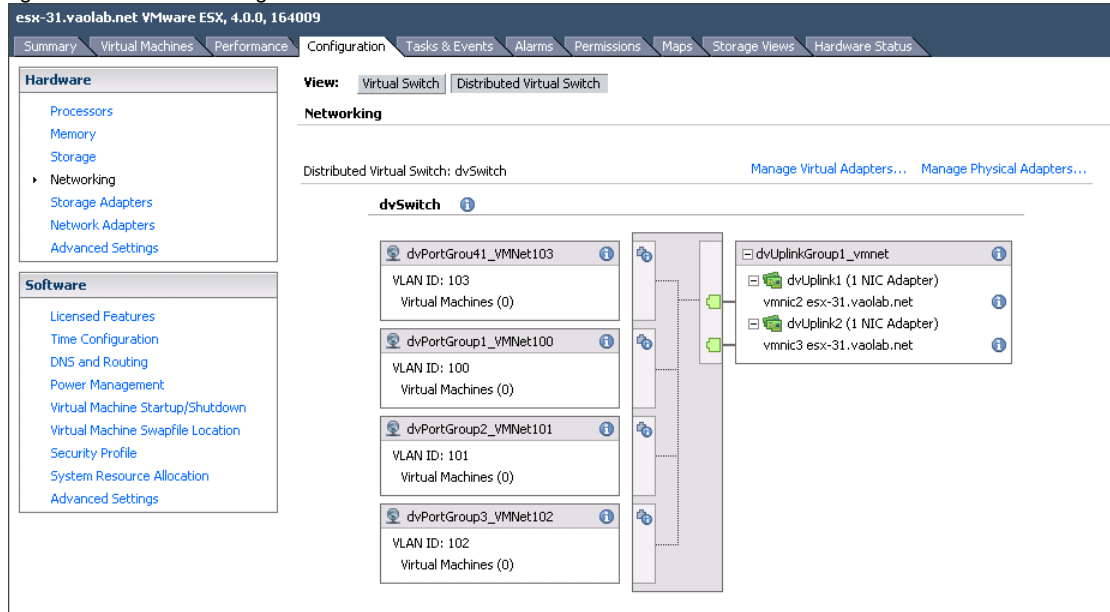 esx-31.vaolab.net VMware ESX, 4.0.0, 164009
Summary Virtual Machines Performance Configuration Tasks & Events Alarms Permissions Maps Storage Views Hardware Status
Hardware
Processors
Memory
Storage
Networking
Storage Adapters
Network Adapters
Advanced Settings
Software
Licensed Features
Time Configuration
DNS and Routing
Power Management
Virtual Machine Startup/Shutdown
Virtual Machine Swapfile Location
Security Profile
System Resource Allocation
Advanced Settings
View: Virtual Switch Distributed Virtual Switch
Networking
Distributed Virtual Switch: dvSwitch Manage Virtual Adapters... Manage Physical Adapters...
dvSwitch
dvPortGrou41_VMNet103
VLAN ID: 103
Virtual Machines (0)
dvPortGroup1_VMNet100
VLAN ID: 100
Virtual Machines (0)
dvPortGroup2_VMNet101
VLAN ID: 101
Virtual Machines (0)
dvPortGroup3_VMNet102
VLAN ID: 102
Virtual Machines (0)
dvUplinkGroup1_vmnet
dvUplink1 (1 NIC Adapter)
vmnic2 esx-31.vaolab.net
dvUplink2 (1 NIC Adapter)
vmnic3 esx-31.vaolab.net